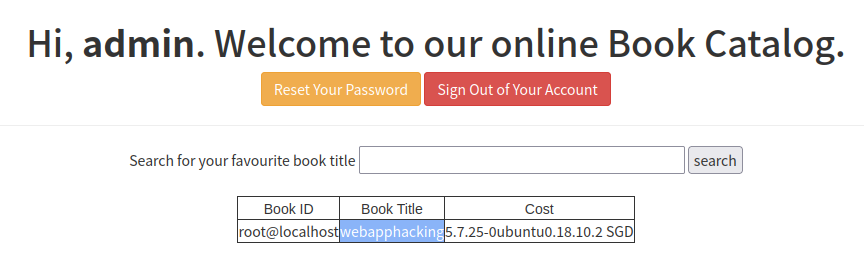 Hi, admin. Welcome to our online Book Catalog.
Reset Your Password Sign Out of Your Account
Search for your favourite book title search
Book ID Book Title Cost
root@localhost webapphacking 5.7.25-0ubuntu0.18.10.2 SGD